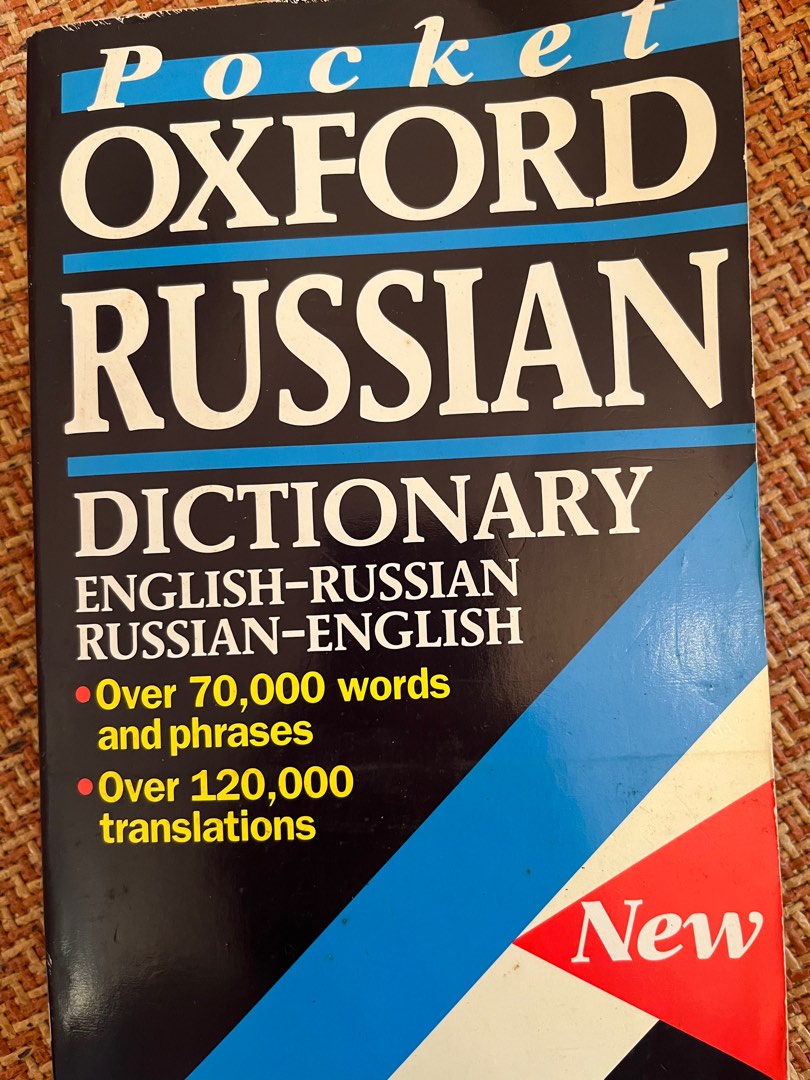 Pocket
OXFORD
RUSSIAN
DICTIONARY
ENGLISH–RUSSIAN
RUSSIAN–ENGLISH
• Over 70,000 words
and phrases
• Over 120,000
translations
New